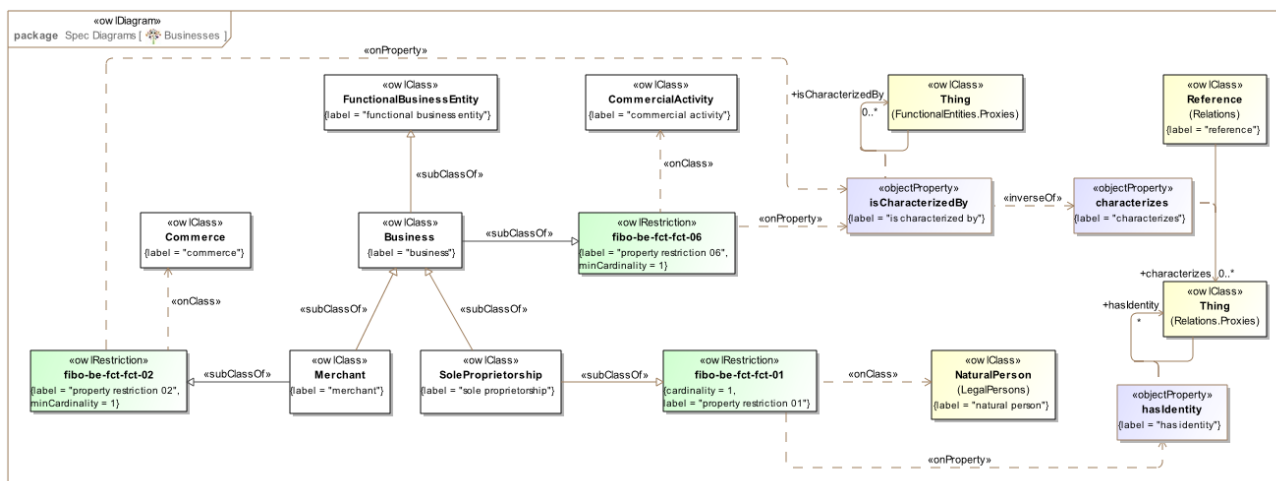 «owlDiagram»
package Spec Diagrams [ Businesses ]
«onProperty»
«owlClass»
FunctionalBusinessEntity
{label = "functional business entity"}
«owlClass»
CommercialActivity
{label = "commercial activity"}
+isCharacterizedBy
0..*
«owlClass»
Thing
(FunctionalEntities.Proxies)
«owlClass»
Reference
(Relations)
{label = "reference"}
«subClassOf»
«onClass»
«owlClass»
Commerce
{label = "commerce"}
«owlClass»
Business
{label = "business"}
«subClassOf»
«owlRestriction»
fibo-be-fct-fct-06
{label = "property restriction 06",
minCardinality = 1}
«onProperty»
«objectProperty»
isCharacterizedBy
{label = "is characterized by"}
«inverseOf»
«objectProperty»
characterizes
{label = "characterizes"}
«onClass»
«subClassOf»
«subClassOf»
+characterizes 0..*
+hasIdentity
*
«owlClass»
Thing
(Relations.Proxies)
«owlRestriction»
fibo-be-fct-fct-02
{label = "property restriction 02",
minCardinality = 1}
«subClassOf»
«owlClass»
Merchant
{label = "merchant"}
«owlClass»
SoleProprietorship
{label = "sole proprietorship"}
«subClassOf»
«owlRestriction»
fibo-be-fct-fct-01
{cardinality = 1,
label = "property restriction 01"}
«onClass»
«owlClass»
NaturalPerson
(LegalPersons)
{label = "natural person"}
«objectProperty»
hasIdentity
{label = "has identity"}
«onProperty»